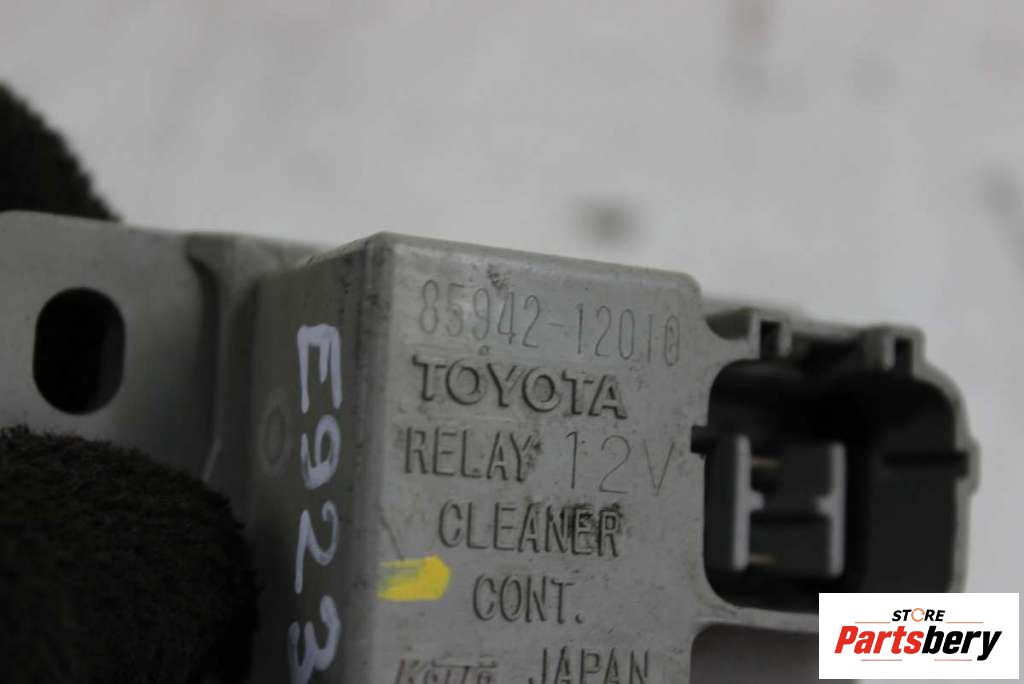 85942-12010
TOYOTA
RELAY 12V
CLEANER
CONT.
JAPAN
E923
STORE
Partsbery